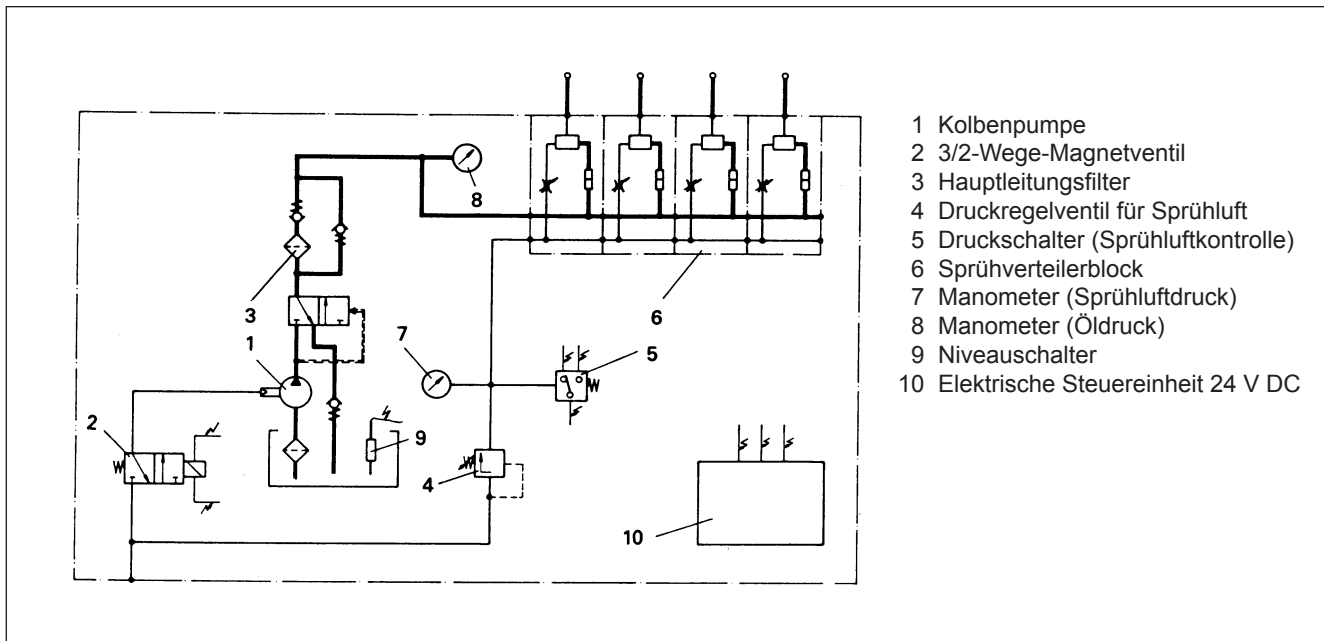 8
3
1
2
9
7
4
5
6
10
1 Kolbenpumpe
2 3/2-Wege-Magnetventil
3 Hauptleitungsfilter
4 Druckregelventil für Sprühluft
5 Druckschalter (Sprühluftkontrolle)
6 Sprühverteilerblock
7 Manometer (Sprühluftdruck)
8 Manometer (Öldruck)
9 Niveauschalter
10 Elektrische Steuereinheit 24 V DC